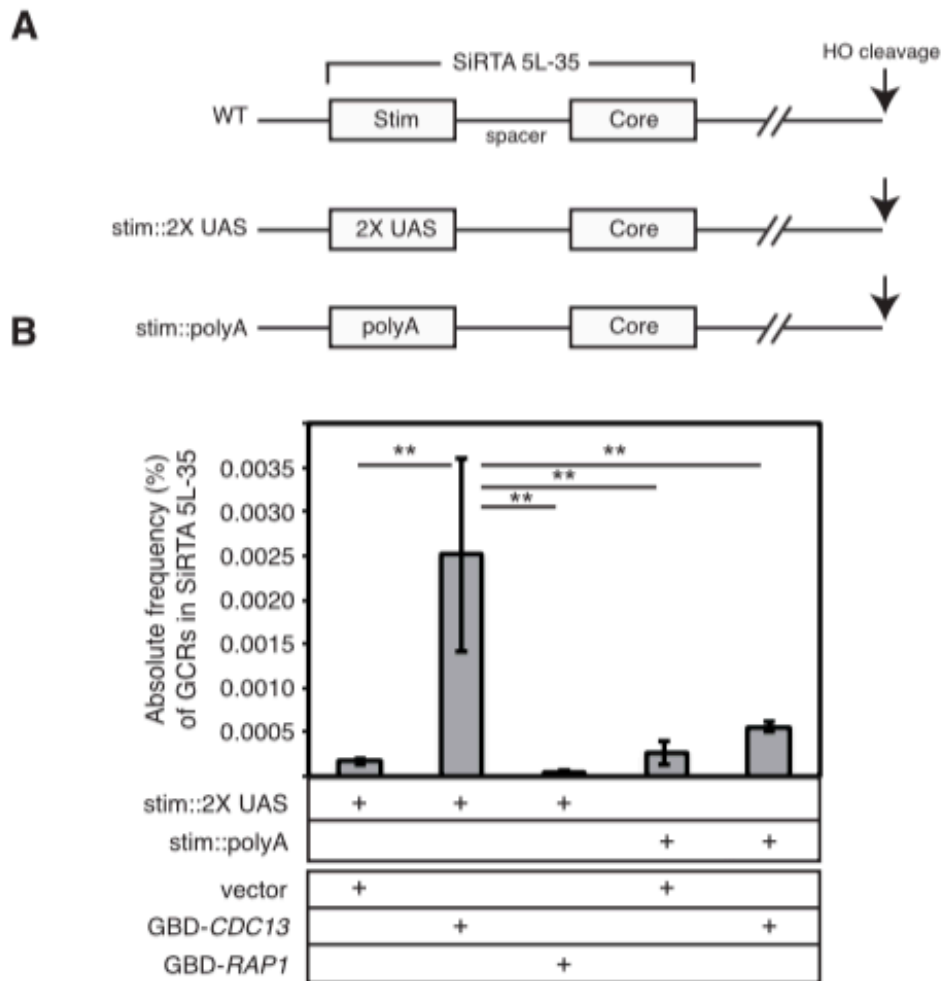 A
HO cleavage
SiRTA 5L-35
WT
Stim
spacer
Core
stim::2X UAS
2X UAS
Core
B
stim::polyA
polyA
Core
Absolute frequency (%)
of GCRs in SiRTA 5L-35
0.0035
0.0030
0.0025
0.0020
0.0015
0.0010
0.0005
**
**
**
**
stim::2X UAS + + +
stim::polyA + +
vector + +
GBD-CDC13 + +
GBD-RAP1 +